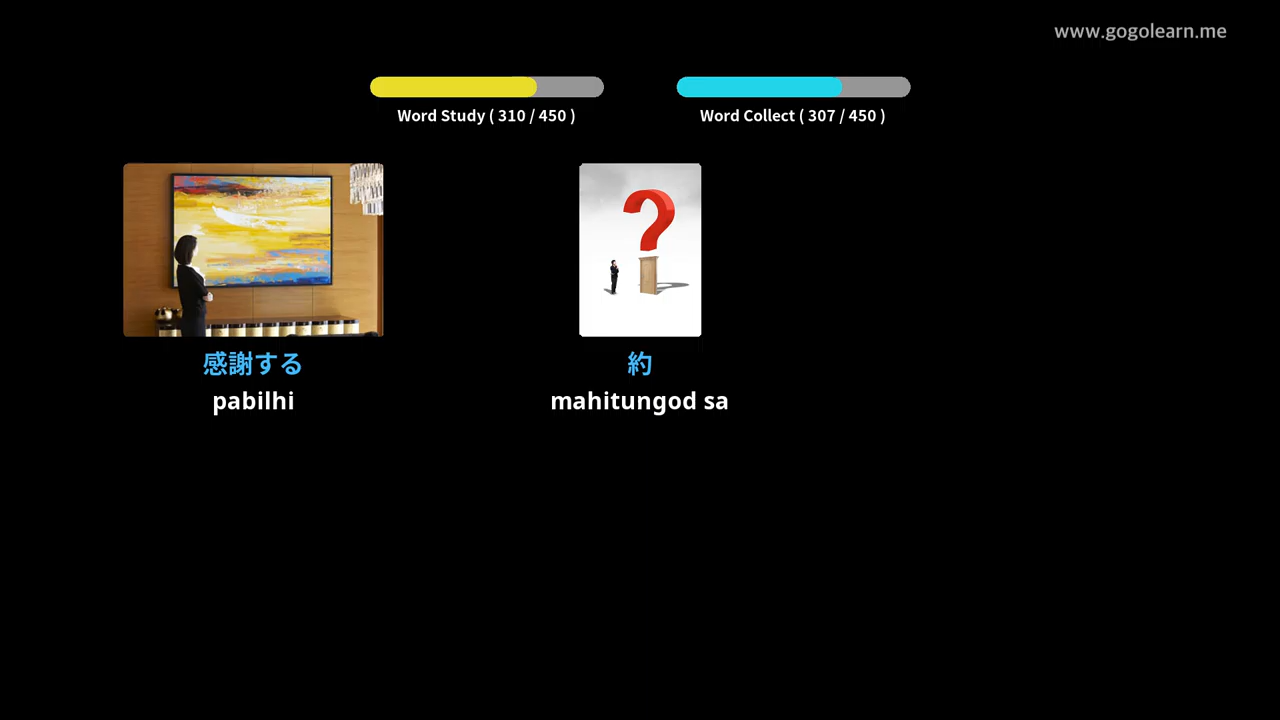 www.gogolearn.me
Word Study ( 310 / 450 )
Word Collect ( 307 / 450 )
感謝する
pabilhi
約
mahitungod sa